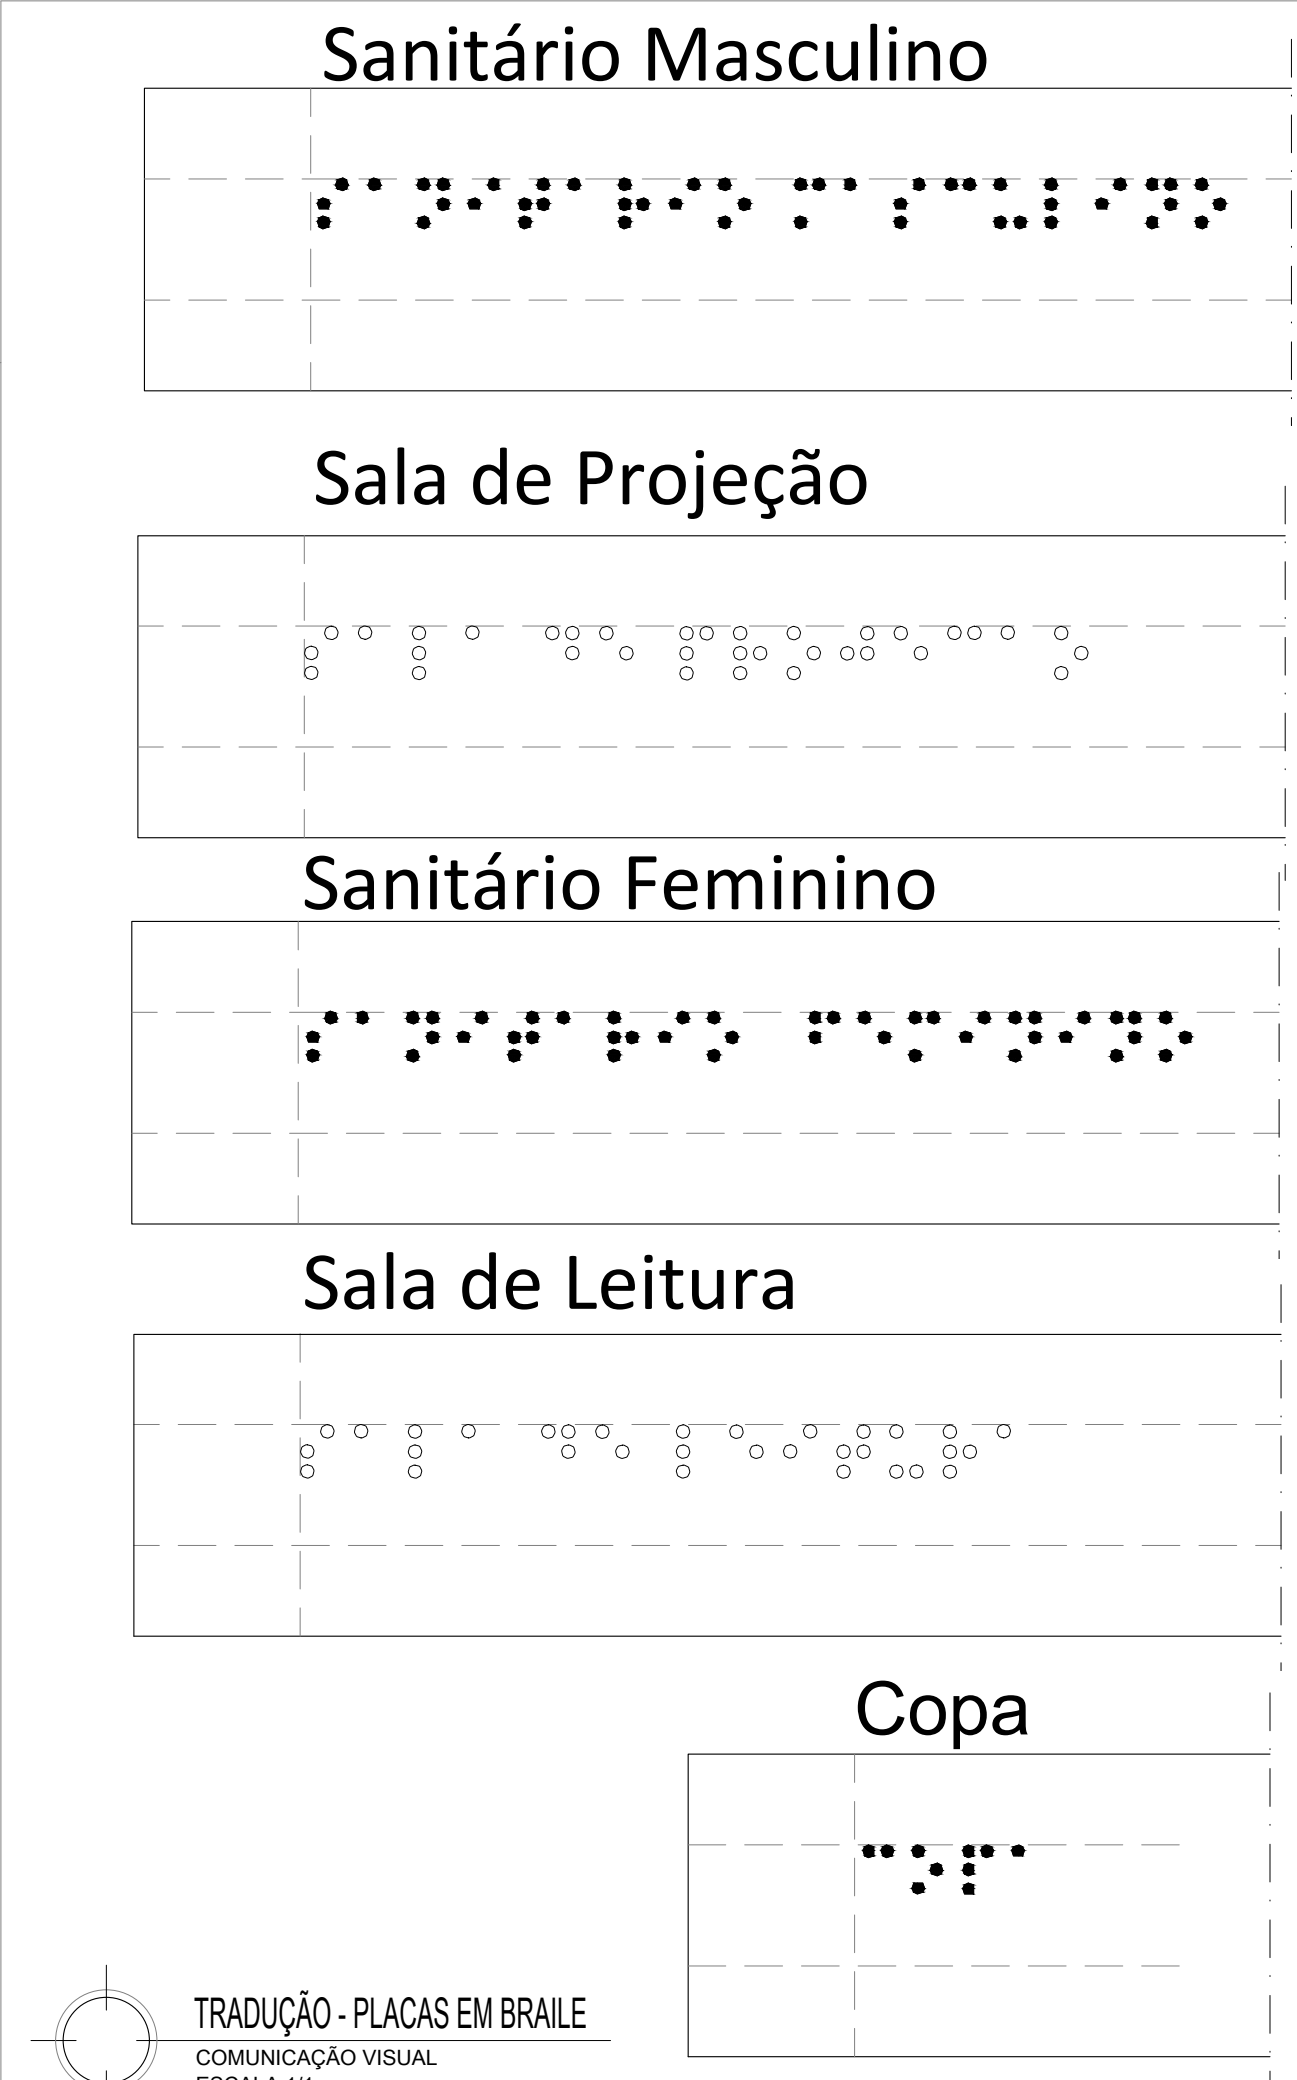 Sanitário Masculino
⠎⠁⠝⠊⠞⠁⠗⠊⠕ ⠍⠁⠎⠉⠥⠇⠊⠝⠕
Sala de Projeção
⠎⠁⠇⠁ ⠙⠑ ⠏⠗⠕⠚⠑⠉⠁⠕
Sanitário Feminino
⠎⠁⠝⠊⠞⠁⠗⠊⠕ ⠋⠑⠍⠊⠝⠊⠝⠕
Sala de Leitura
⠎⠁⠇⠁ ⠙⠑ ⠇⠑⠊⠞⠥⠗⠁
Copa
⠉⠕⠏⠁
TRADUÇÃO - PLACAS EM BRAILE
COMUNICAÇÃO VISUAL